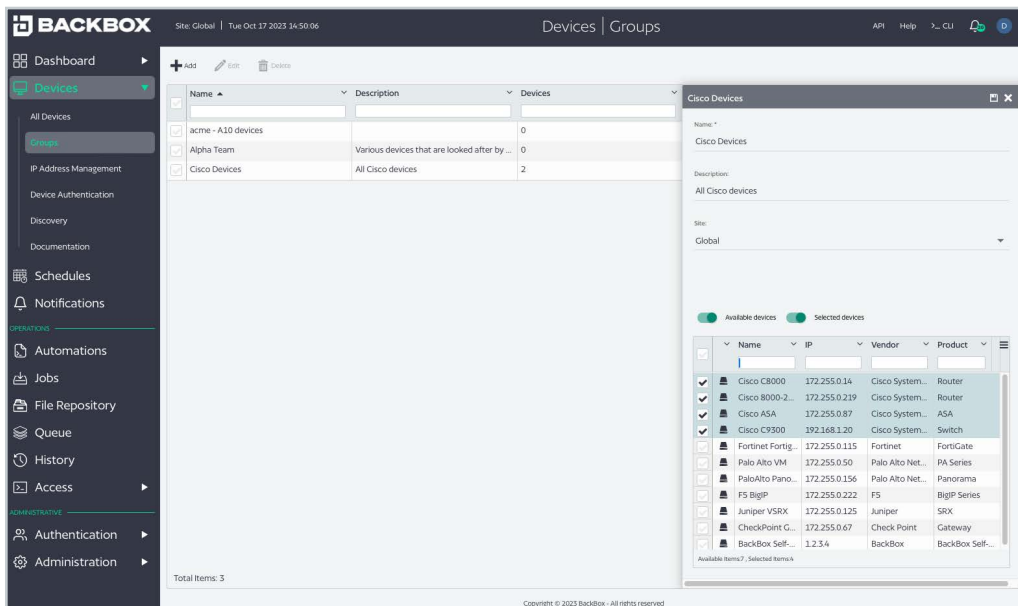 BACKBOX
Site: Global | Tue Oct 17 2023 14:50:06
Devices | Groups
API Help >_ CLI D
Dashboard
Devices
All Devices
Groups
IP Address Management
Device Authentication
Discovery
Documentation
Schedules
Notifications
OPERATIONS
Automations
Jobs
File Repository
Queue
History
Access
ADMINISTRATIVE
Authentication
Administration
Add Edit Delete
Name Description Devices
acme - A10 devices 0
Alpha Team Various devices that are looked after by ... 0
Cisco Devices All Cisco devices 2
Total Items: 3
Cisco Devices
Name: *
Cisco Devices
Description:
All Cisco devices
Site:
Global
Available devices Selected devices
Name IP Vendor Product
Cisco C8000 172.255.0.14 Cisco System... Router
Cisco 8000-2... 172.255.0.219 Cisco System... Router
Cisco ASA 172.255.0.87 Cisco System... ASA
Cisco C9300 192.168.1.20 Cisco System... Switch
Fortinet Fortig... 172.255.0.115 Fortinet FortiGate
Palo Alto VM 172.255.0.50 Palo Alto Net... PA Series
PaloAlto Pano... 172.255.0.156 Palo Alto Net... Panorama
F5 BigIP 172.255.0.222 F5 BigIP Series
Juniper VSRX 172.255.0.125 Juniper SRX
CheckPoint G... 172.255.0.67 Check Point Gateway
BackBox Self-... 1.2.3.4 BackBox BackBox Self-...
Available Items:7 , Selected Items:4
Copyright © 2023 BackBox - All rights reserved